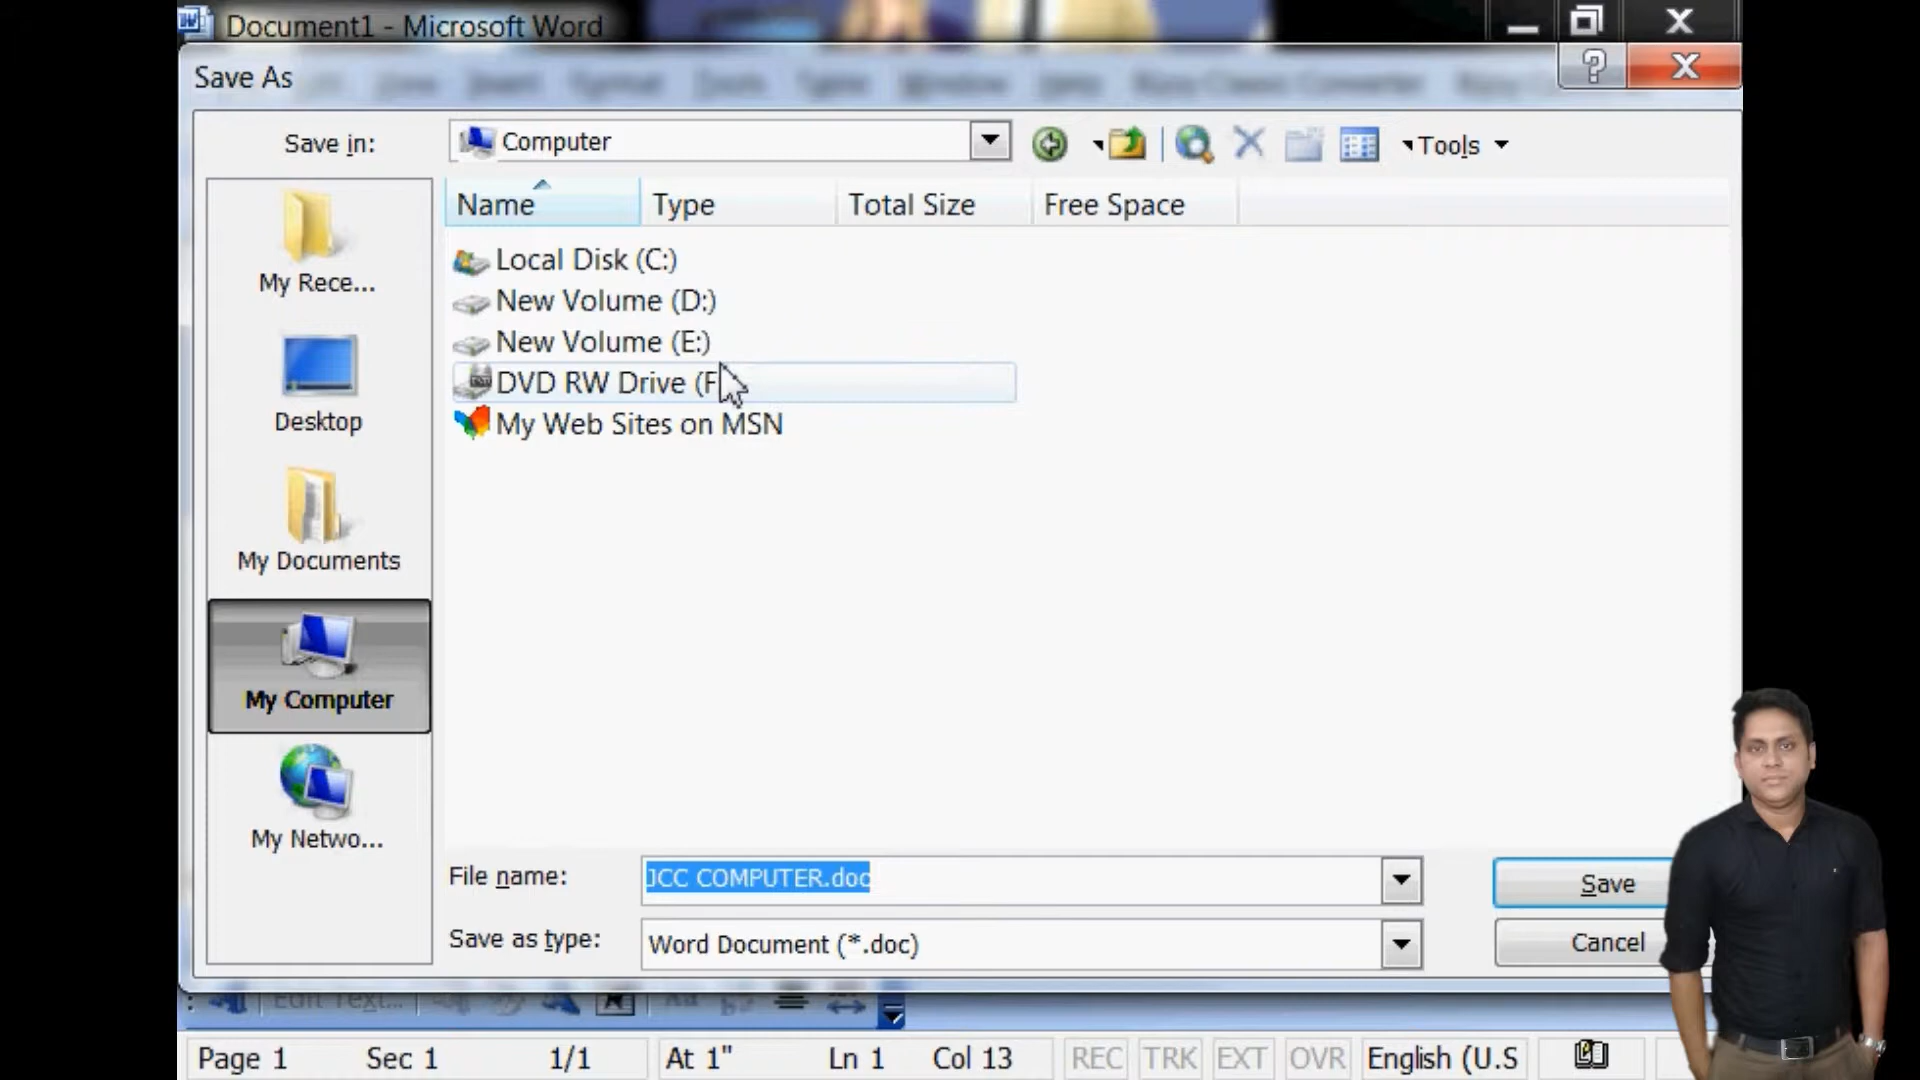 Document1 - Microsoft Word
Save As
Save in:
Computer
Tools
Name Type Total Size Free Space
Local Disk (C:)
New Volume (D:)
New Volume (E:)
DVD RW Drive (F
My Web Sites on MSN
My Rece...
Desktop
My Documents
My Computer
My Netwo...
File name:
JCC COMPUTER.doc
Save
Save as type:
Word Document (*.doc)
Cancel
Edit Text...
Page 1 Sec 1 1/1 At 1" Ln 1 Col 13 REC TRK EXT OVR English (U.S